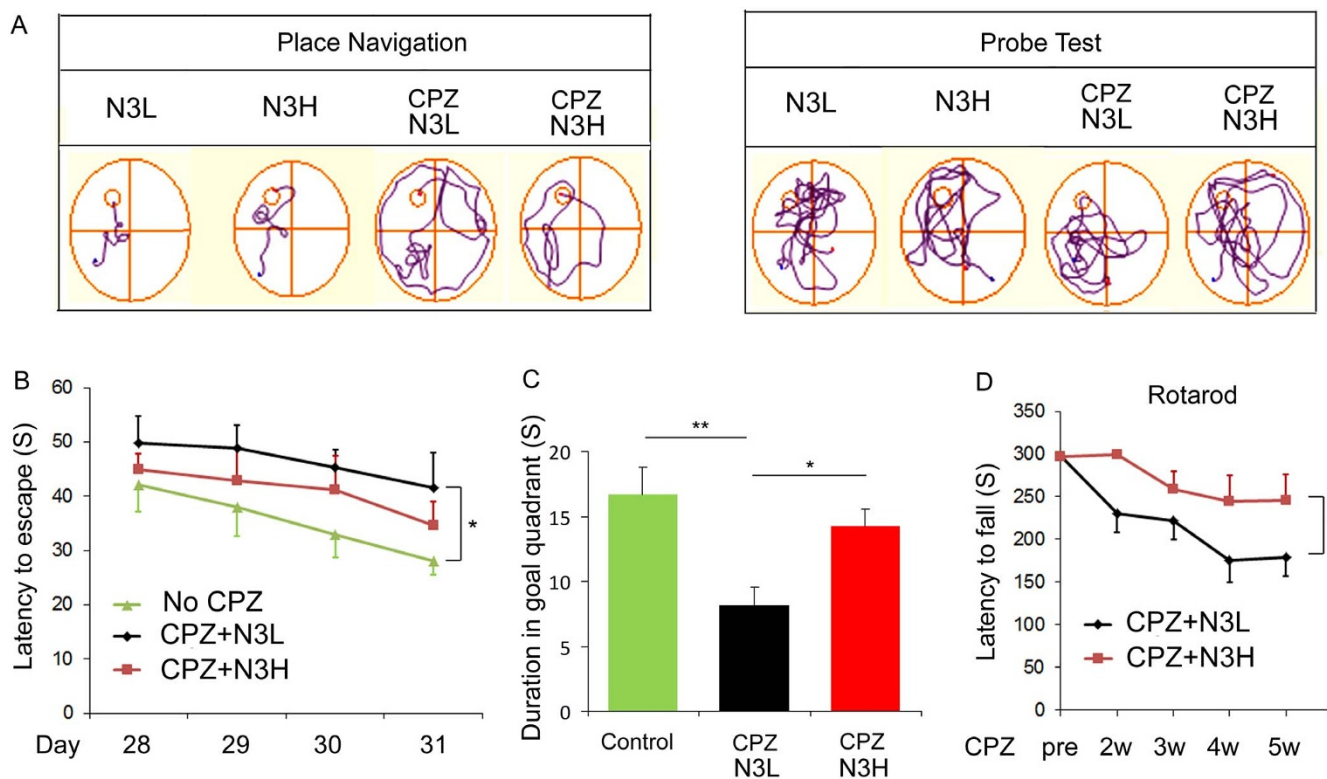 A
Place Navigation
N3L N3H CPZ N3L CPZ N3H
Probe Test
N3L N3H CPZ N3L CPZ N3H
B
Latency to escape (S)
60
50
40
30
20
10
0
*
No CPZ
CPZ+N3L
CPZ+N3H
Day 28 29 30 31
C
Duration in goal quadrant (S)
20
15
10
5
0
**
*
Control CPZ N3L CPZ N3H
D
Rotarod
Latency to fall (S)
350
300
250
200
150
100
50
0
CPZ+N3L
CPZ+N3H
CPZ pre 2w 3w 4w 5w